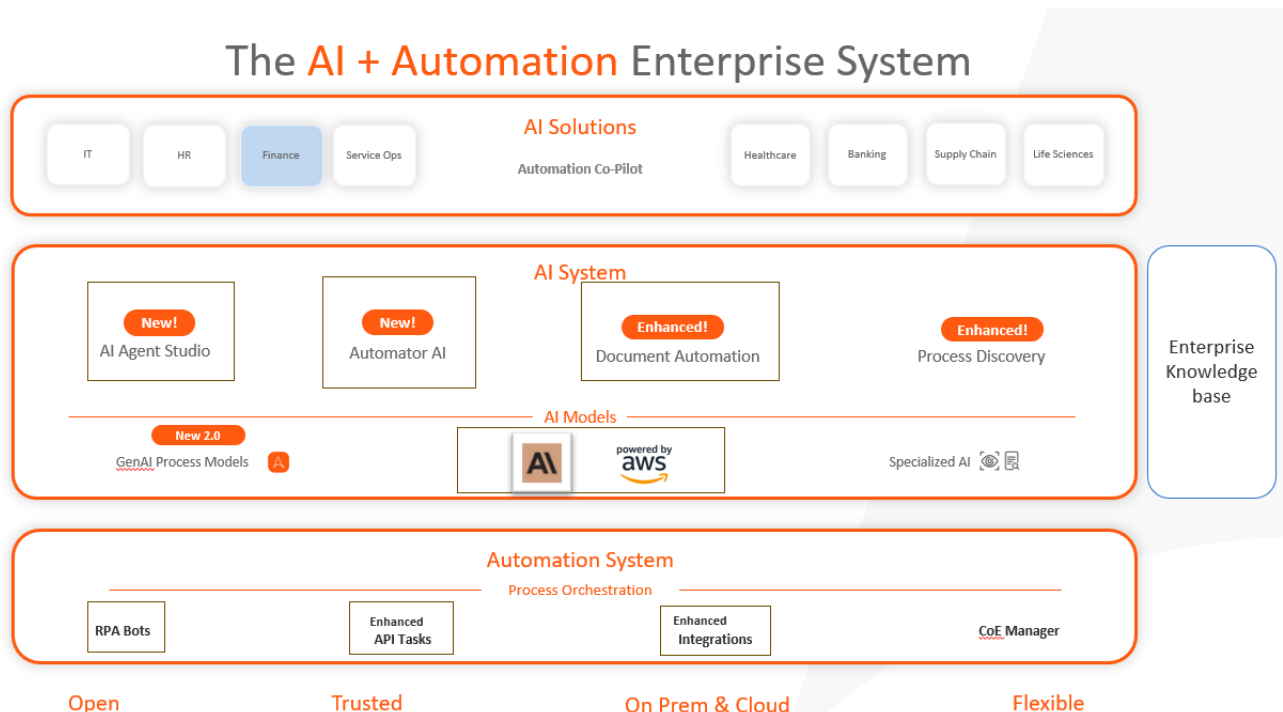 The AI + Automation Enterprise System
AI Solutions
IT
HR
Finance
Service Ops
Automation Co-Pilot
Healthcare
Banking
Supply Chain
Life Sciences
AI System
New!
AI Agent Studio
New!
Automator AI
Enhanced!
Document Automation
Enhanced!
Process Discovery
Enterprise
Knowledge
base
AI Models
New 2.0
GenAI Process Models
A
AI
powered by
aws
Specialized AI
Automation System
Process Orchestration
RPA Bots
Enhanced
API Tasks
Enhanced
Integrations
CoE Manager
Open
Trusted
On Prem & Cloud
Flexible